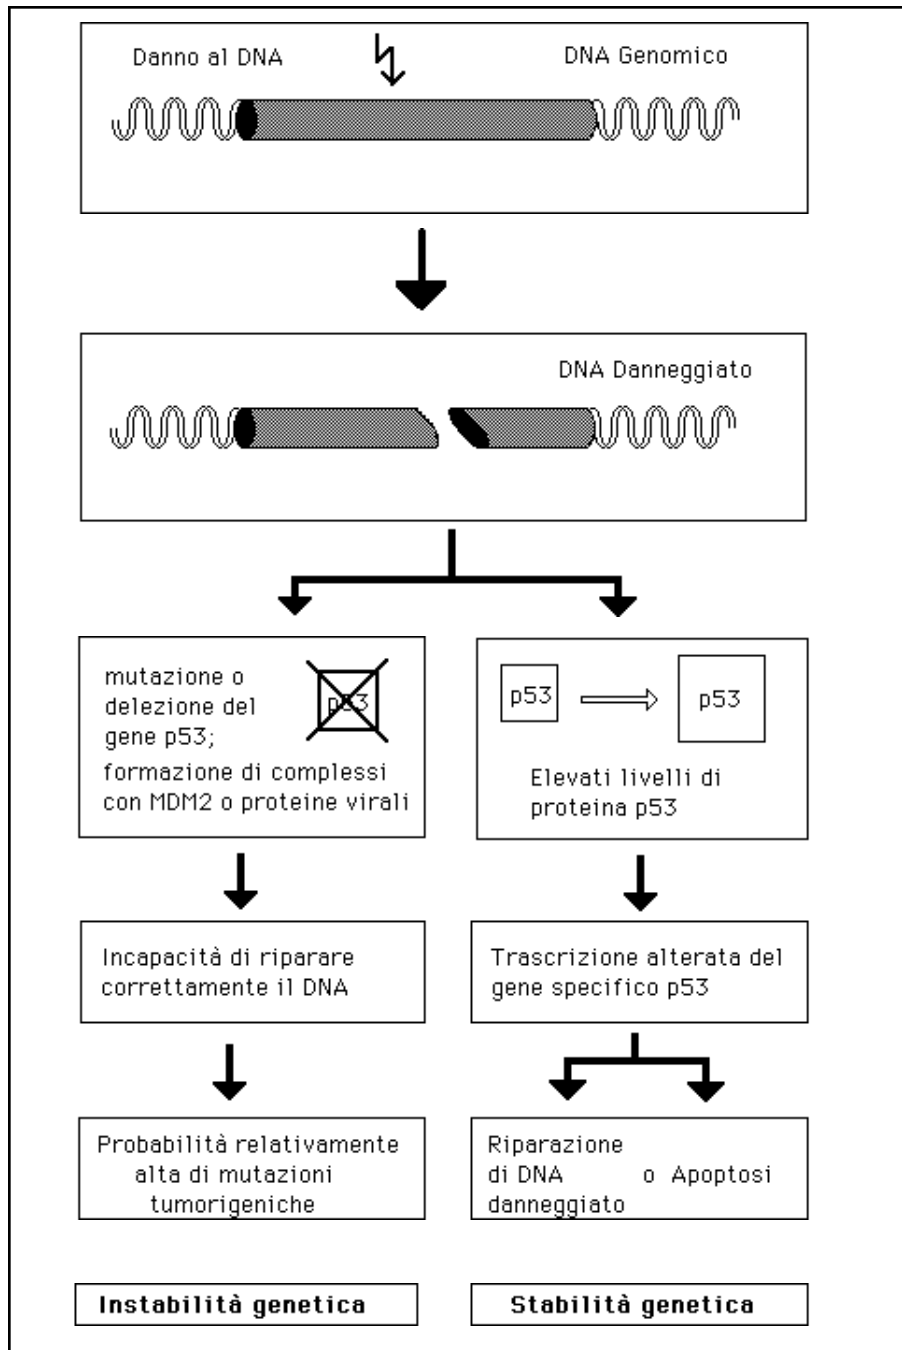 Danno al DNA
DNA Genomico
DNA Danneggiato
mutazione o
delezione del
gene p53;
p53
formazione di complessi
con MDM2 o proteine virali
p53
p53
Elevati livelli di
proteina p53
Incapacità di riparare
correttamente il DNA
Trascrizione alterata del
gene specifico p53
Probabilità relativamente
alta di mutazioni
tumorigeniche
Riparazione
di DNA o Apoptosi
danneggiato
Instabilità genetica
Stabilità genetica